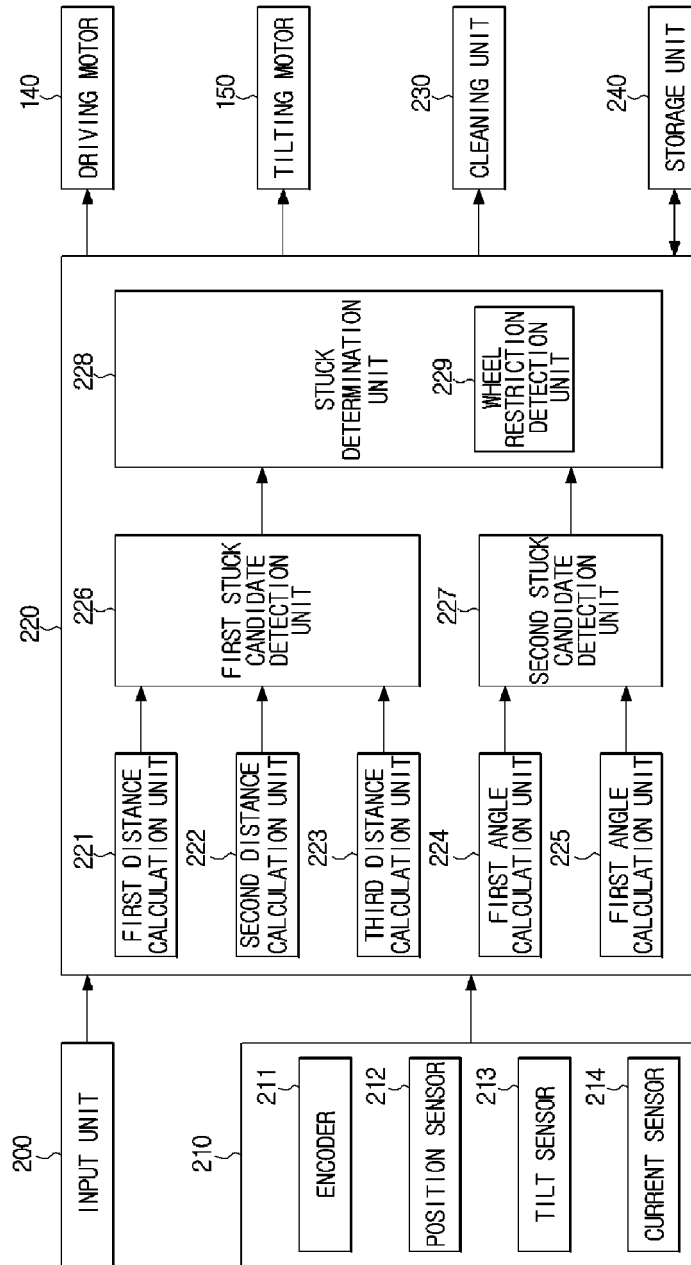 200
INPUT UNIT
210
211
ENCODER
212
POSITION SENSOR
213
TILT SENSOR
214
CURRENT SENSOR
220
221
FIRST DISTANCE
CALCULATION UNIT
222
SECOND DISTANCE
CALCULATION UNIT
223
THIRD DISTANCE
CALCULATION UNIT
224
FIRST ANGLE
CALCULATION UNIT
225
FIRST ANGLE
CALCULATION UNIT
226
FIRST STUCK
CANDIDATE
DETECTION
UNIT
227
SECOND STUCK
CANDIDATE
DETECTION
UNIT
228
STUCK
DETERMINATION
UNIT
229
WHEEL
RESTRICTION
DETECTION
UNIT
140
DRIVING MOTOR
150
TILTING MOTOR
230
CLEANING UNIT
240
STORAGE UNIT